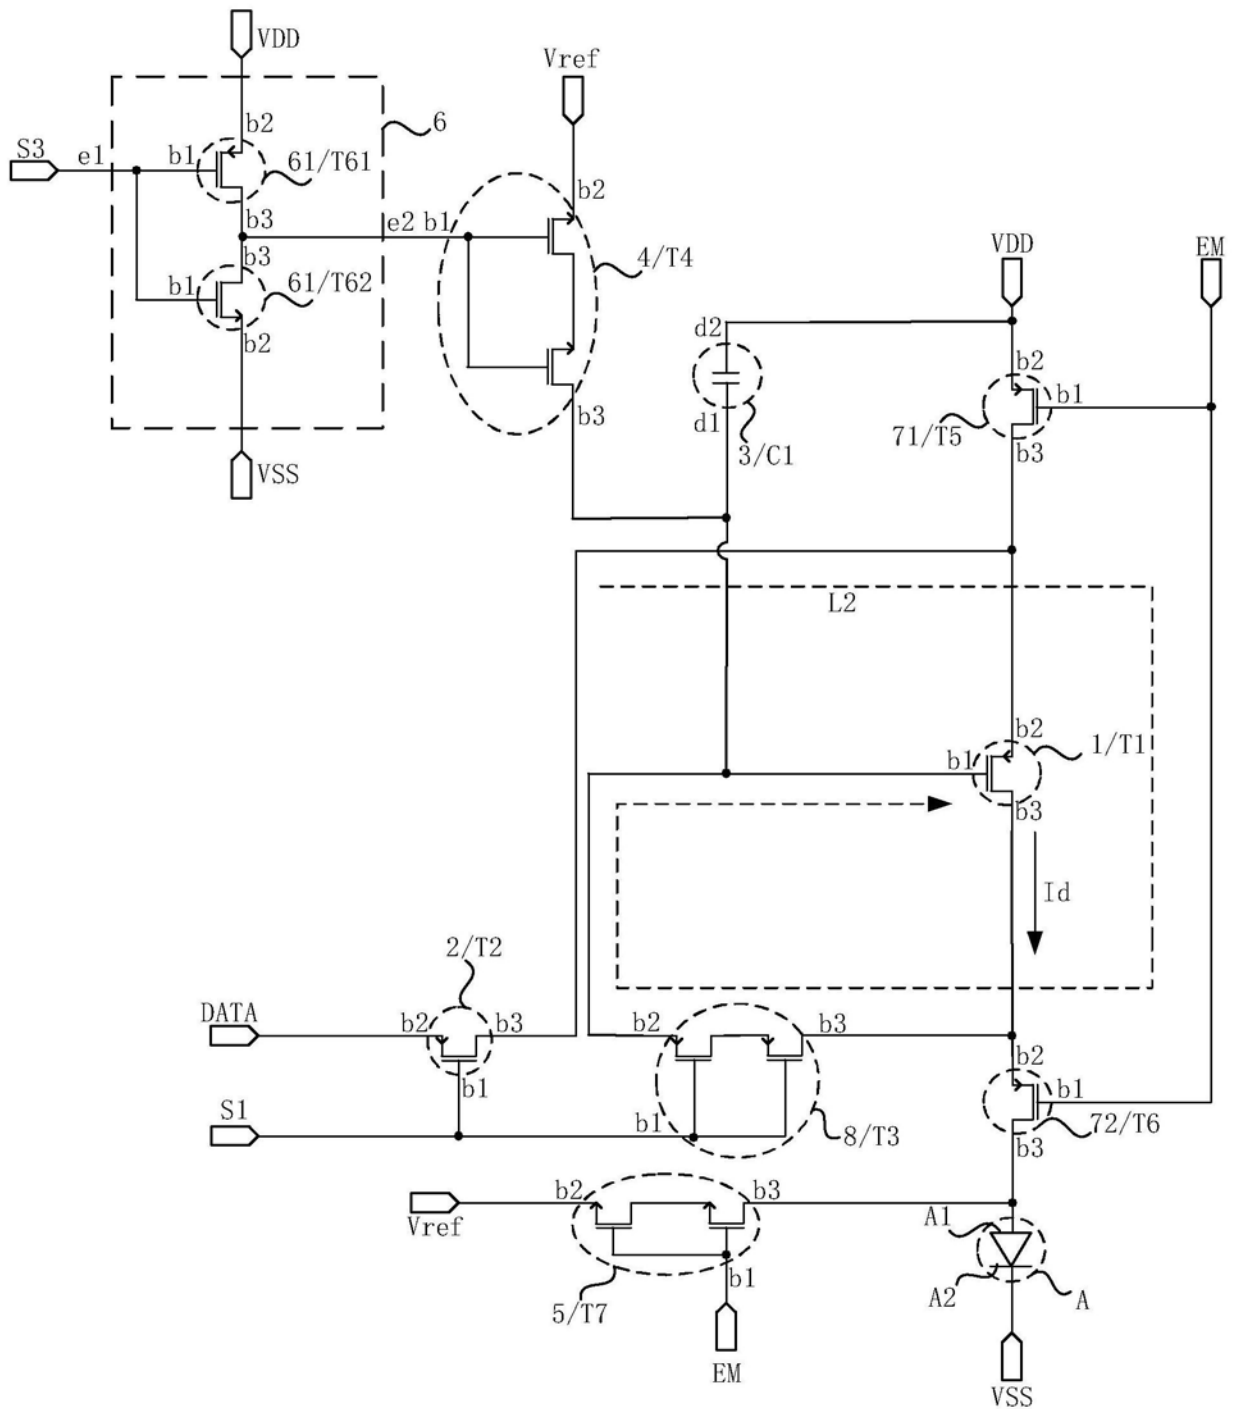 VDD
Vref
b2
6
S3
e1
b1
61/T61
b2
b3
e2
b1
4/T4
VDD
EM
b3
b1
61/T62
d2
b2
b2
b1
d1
71/T5
b3
3/C1
b3
VSS
L2
b2
1/T1
b1
b3
Id
2/T2
DATA
b2
b3
b2
b3
b2
b1
b1
S1
b1
8/T3
72/T6
b3
b2
b3
Vref
A1
b1
A2
A
5/T7
EM
VSS